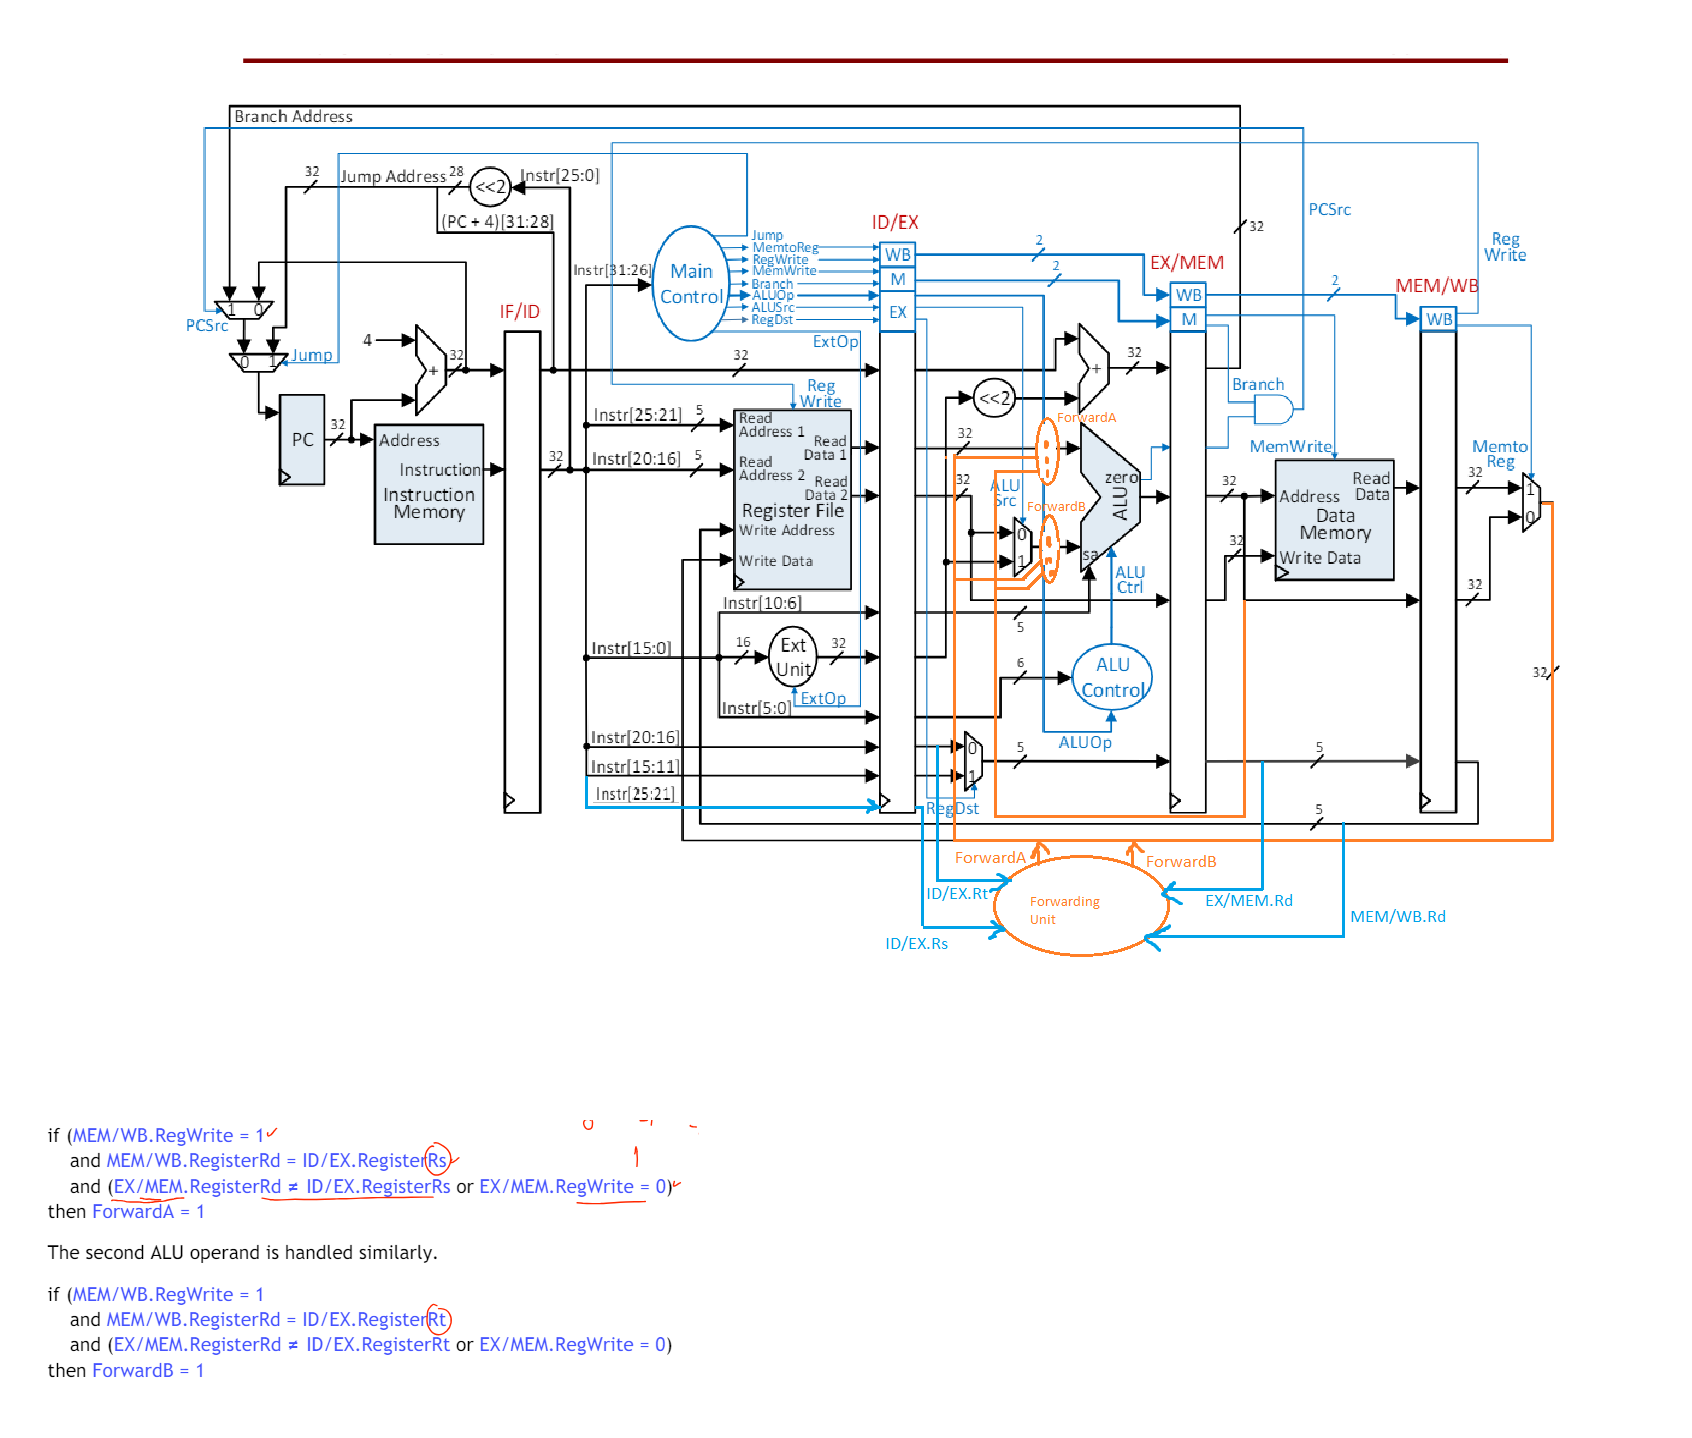 Branch Address
32
Jump Address
28
<<2
Instr[25:0]
(PC + 4)[31:28]
PCSrc
32
ID/EX
Jump
MemtoReg
RegWrite
MemWrite
Branch
ALUOp
ALUSrc
RegDst
Instr[31:26]
Main
Control
WB
M
EX
2
2
EX/MEM
WB
M
2
Reg
Write
MEM/WB
WB
1
0
PCSrc
IF/ID
ExtOp
0
1
Jump
4
32
+
32
+
32
Reg
Write
<<2
Branch
PC
32
Address
Instruction
Instruction
Memory
32
Instr[25:21]
5
Instr[20:16]
5
Read
Address 1
Read
Data 1
Read
Address 2
Read
Data 2
Register File
Write Address
Write Data
32
32
ForwardA
ALU
Src
ForwardB
0
1
zero
ALU
sa
ALU
Ctrl
MemWrite
32
Address
Read
Data
Data
Memory
32
Write Data
Memto
Reg
32
1
0
32
Instr[10:6]
5
Instr[15:0]
16
Ext
Unit
32
6
ALU
Control
32
ExtOp
Instr[5:0]
ALUOp
Instr[20:16]
0
5
5
Instr[15:11]
1
Instr[25:21]
RegDst
5
ForwardA
ForwardB
ID/EX.Rt
Forwarding
Unit
EX/MEM.Rd
MEM/WB.Rd
ID/EX.Rs
if (MEM/WB.RegWrite = 1
and MEM/WB.RegisterRd = ID/EX.RegisterRs
1
and (EX/MEM.RegisterRd ≠ ID/EX.RegisterRs or EX/MEM.RegWrite = 0)
then ForwardA = 1
The second ALU operand is handled similarly.
if (MEM/WB.RegWrite = 1
and MEM/WB.RegisterRd = ID/EX.RegisterRt
and (EX/MEM.RegisterRd ≠ ID/EX.RegisterRt or EX/MEM.RegWrite = 0)
then ForwardB = 1